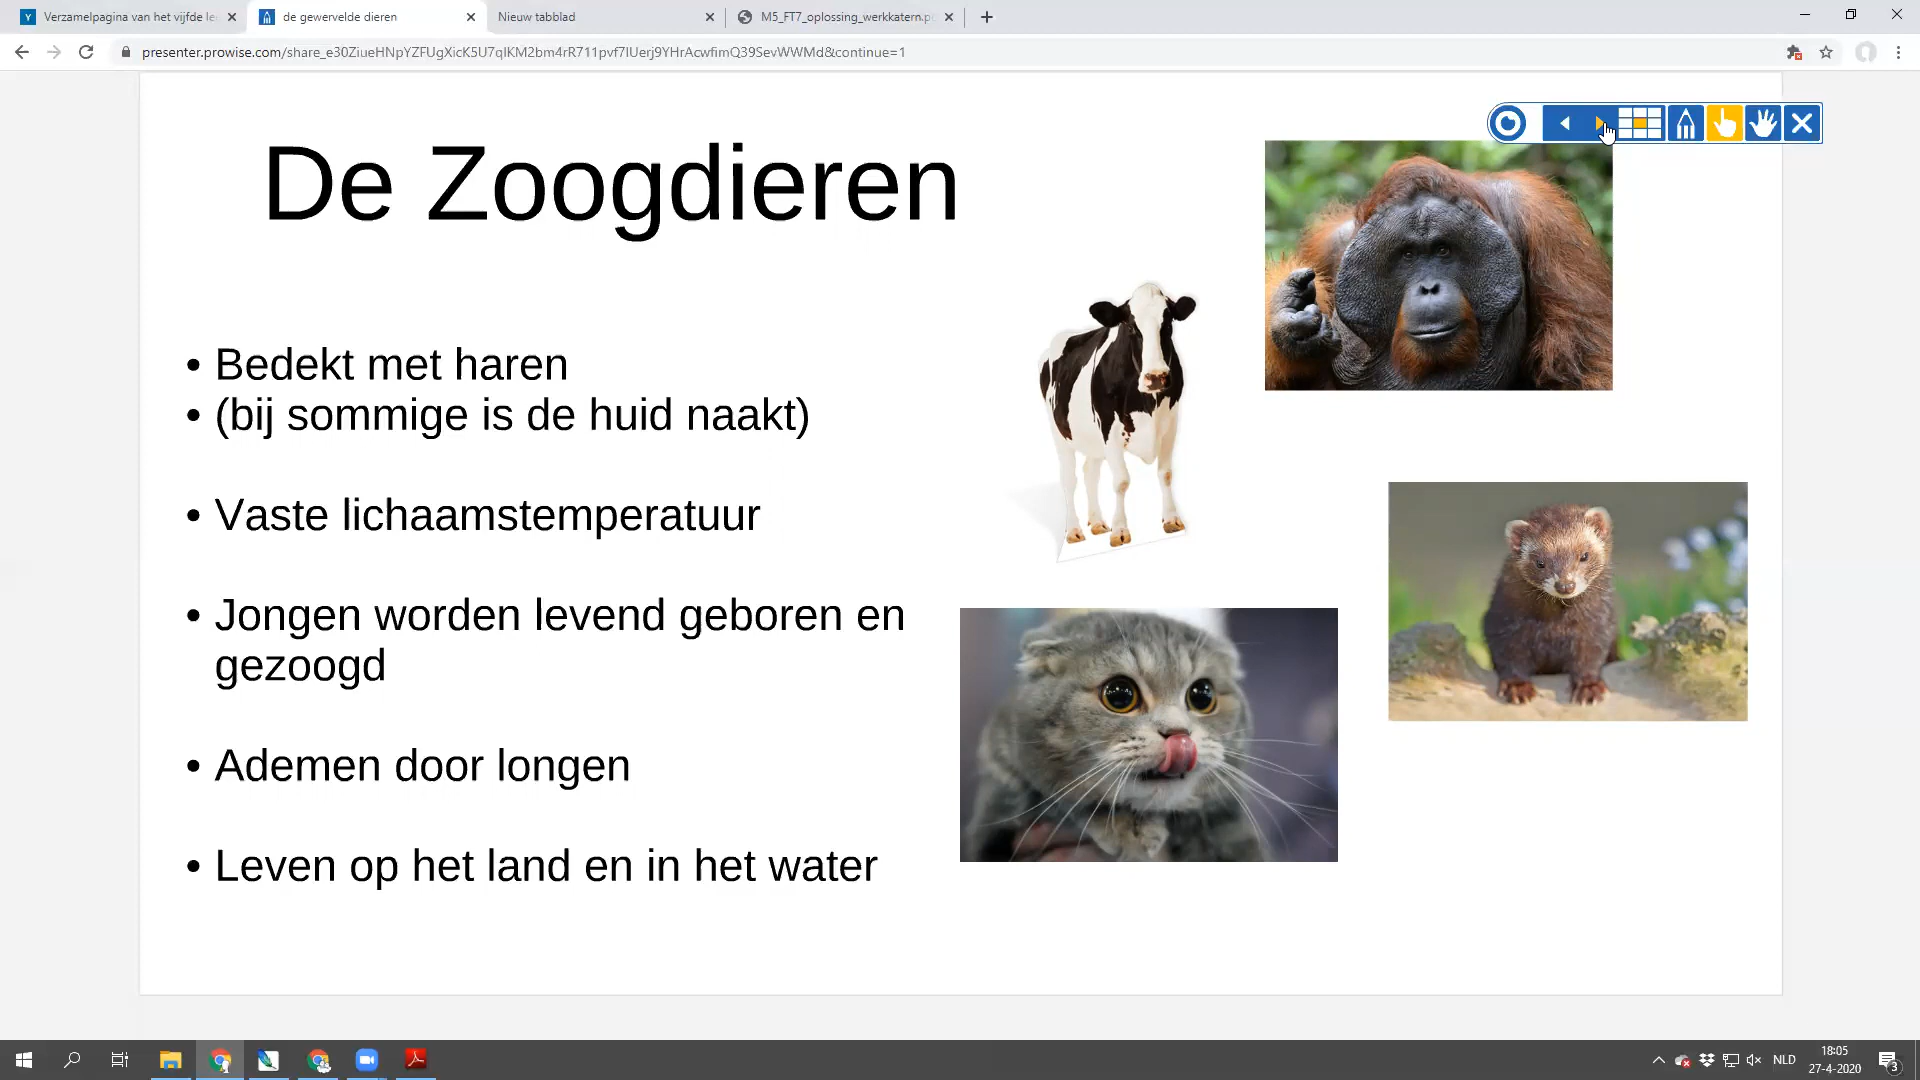 Verzamelpagina van het vijfde le
de gewervelde dieren
Nieuw tabblad
M5_FT7_oplossing_werkkatern.p
presenter.prowise.com/share_e30ZiueHNpYZFUgXicK5U7qIKM2bm4rR711pvf7IUerj9YHrAcwfimQ39SevWWMd&continue=1
De Zoogdieren
• Bedekt met haren
• (bij sommige is de huid naakt)
• Vaste lichaamstemperatuur
• Jongen worden levend geboren en
gezoogd
• Ademen door longen
• Leven op het land en in het water
NLD
18:05
27-4-2020
3